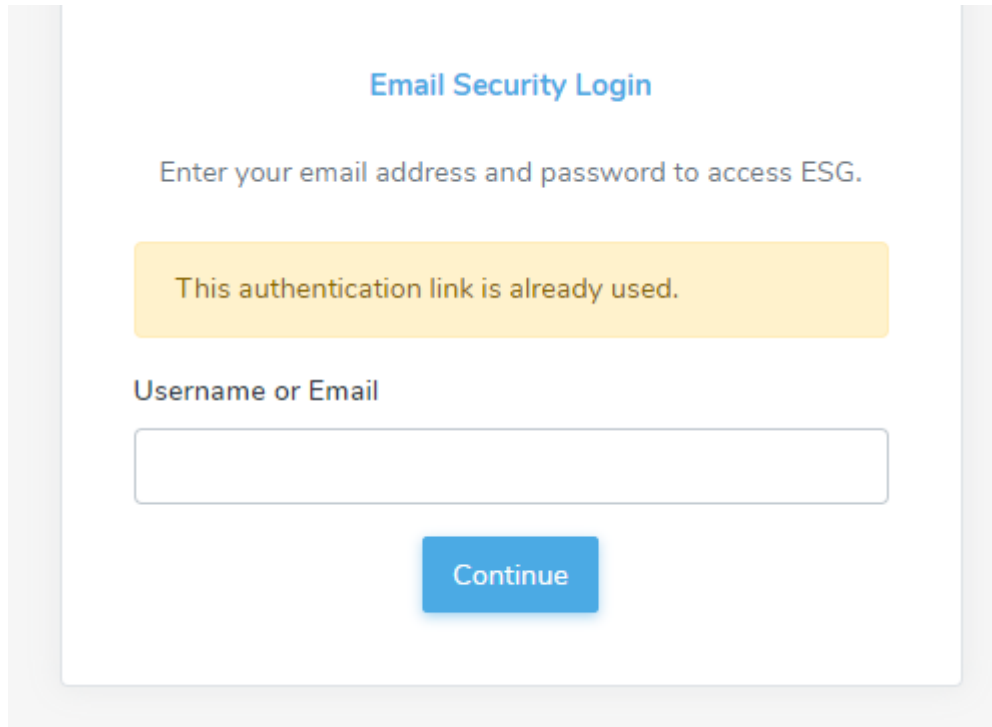 Email Security Login
Enter your email address and password to access ESG.
This authentication link is already used.
Username or Email
Continue